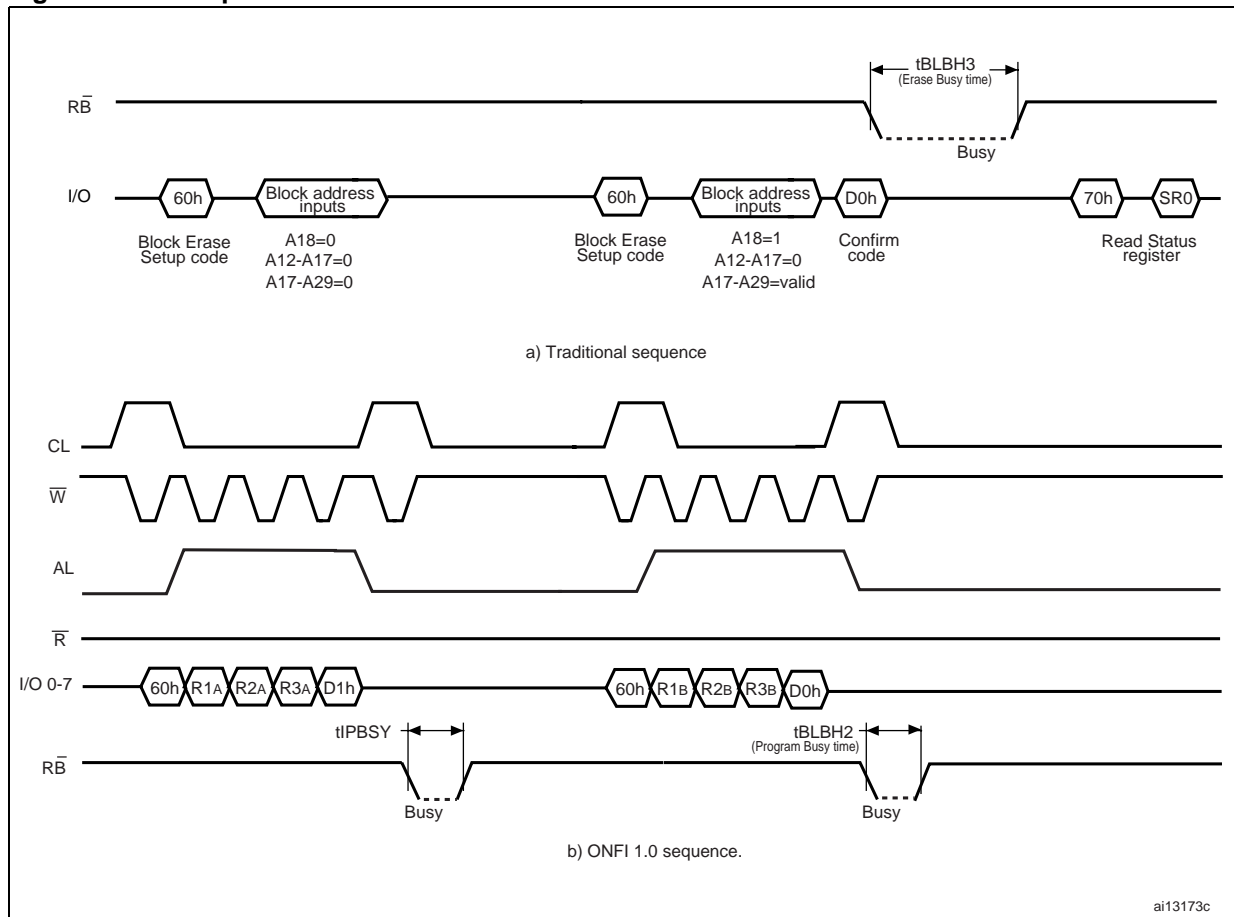 tBLBH3
(Erase Busy time)
RB̅
Busy
I/O
60h
Block address
inputs
60h
Block address
inputs
D0h
70h
SR0
Block Erase
Setup code
A18=0
A12-A17=0
A17-A29=0
Block Erase
Setup code
A18=1
A12-A17=0
A17-A29=valid
Confirm
code
Read Status
register
a) Traditional sequence
CL
W̅
AL
R̅
I/O 0-7
60h R1A R2A R3A D1h
60h R1B R2B R3B D0h
tIPBSY
tBLBH2
(Program Busy time)
RB̅
Busy
Busy
b) ONFI 1.0 sequence.
ai13173c